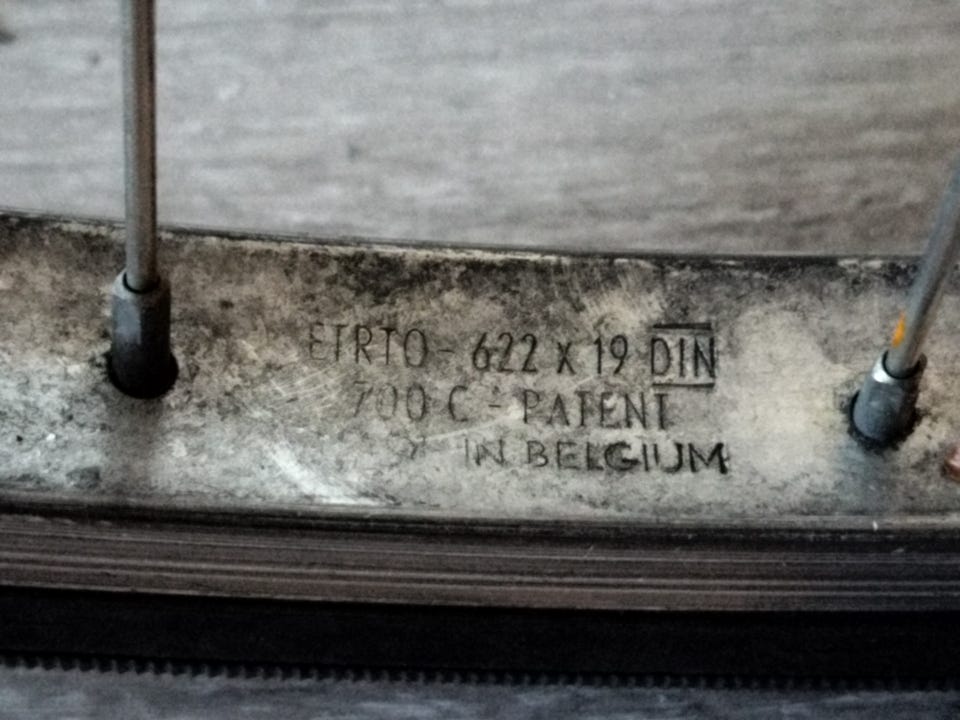 ETRTO - 622 X 19 DIN
700 C - PATENT
IN BELGIUM